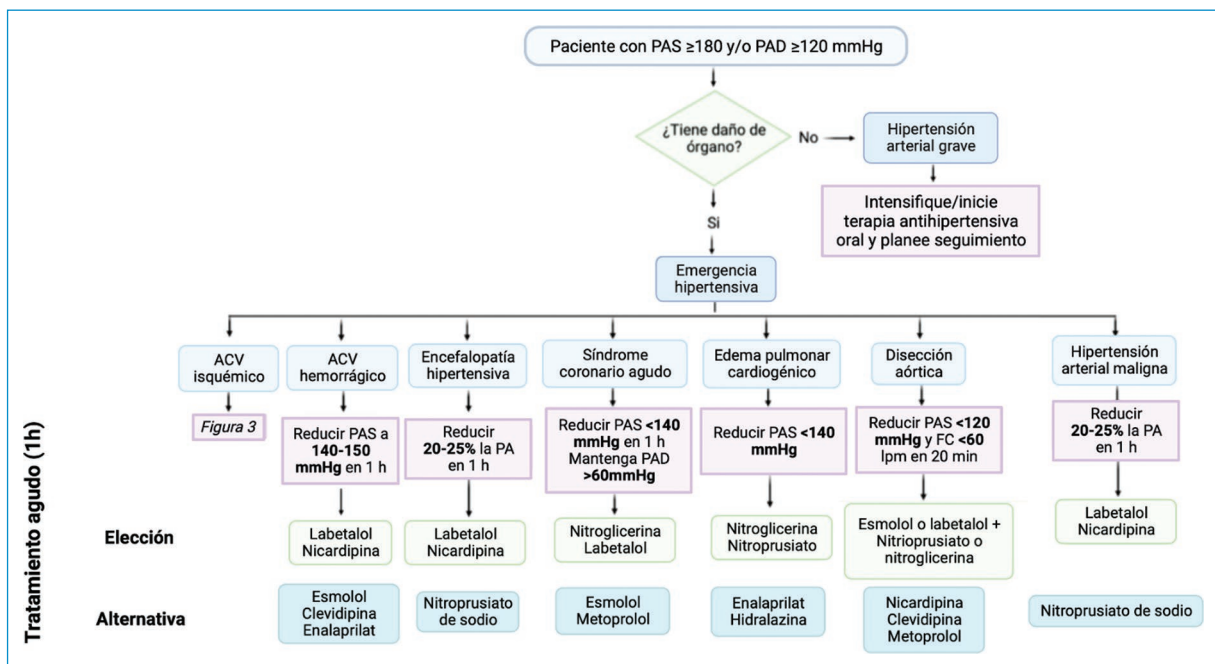 Paciente con PAS ≥180 y/o PAD ≥120 mmHg
¿Tiene daño de
órgano?
No
Hipertensión
arterial grave
Intensifique/inicie
terapia antihipertensiva
oral y planee seguimiento
Si
Emergencia
hipertensiva
ACV
isquémico
ACV
hemorrágico
Encefalopatía
hipertensiva
Síndrome
coronario agudo
Edema pulmonar
cardiogénico
Disección
aórtica
Hipertensión
arterial maligna
Tratamiento agudo (1h)
Figura 3
Reducir PAS a
140-150
mmHg en 1 h
Reducir
20-25% la PA
en 1 h
Reducir PAS <140
mmHg en 1 h
Mantenga PAD
>60mmHg
Reducir PAS <140
mmHg
Reducir PAS <120
mmHg y FC <60
lpm en 20 min
Reducir
20-25% la PA
en 1 h
Elección
Labetalol
Nicardipina
Labetalol
Nicardipina
Nitroglicerina
Labetalol
Nitroglicerina
Nitroprusiato
Esmolol o labetalol +
Nitrioprusiato o
nitroglicerina
Labetalol
Nicardipina
Alternativa
Esmolol
Clevidipina
Enalaprilat
Nitroprusiato
de sodio
Esmolol
Metoprolol
Enalaprilat
Hidralazina
Nicardipina
Clevidipina
Metoprolol
Nitroprusiato de sodio